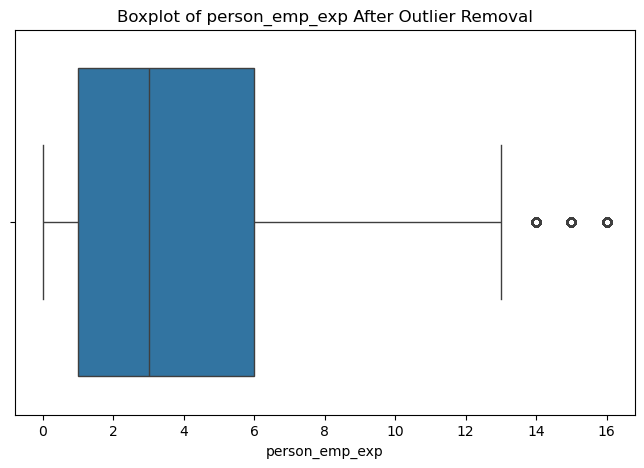 Boxplot of person_emp_exp After Outlier Removal
0 2 4 6 8 10 12 14 16
person_emp_exp